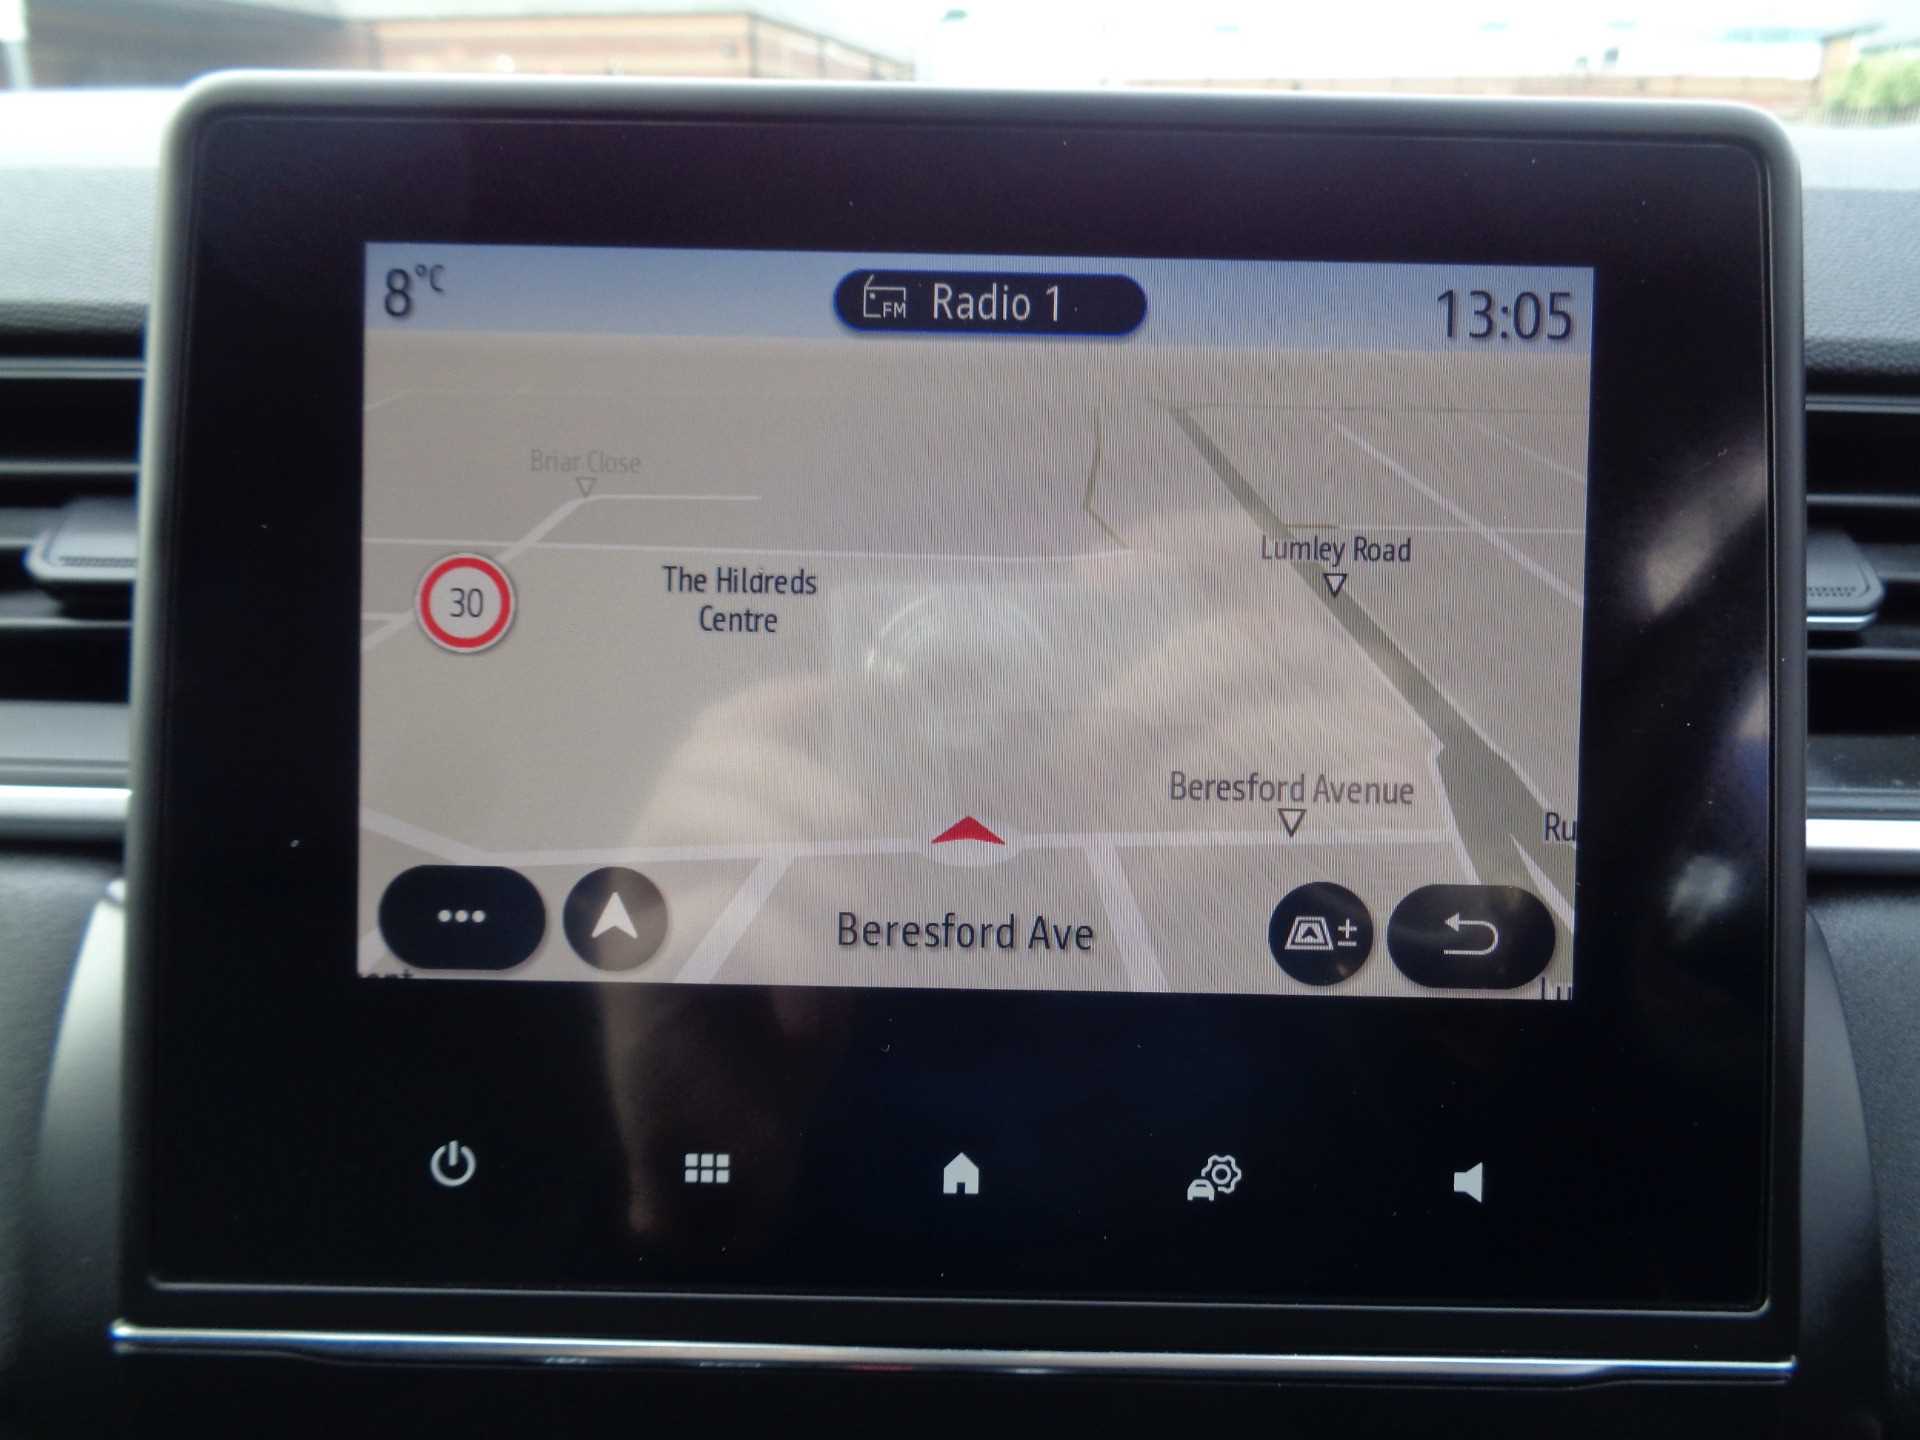 8°C
FM Radio 1
13:05
Briar Close
Lumley Road
30
The Hildreds
Centre
Beresford Avenue
Ru
Beresford Ave
±
Lu